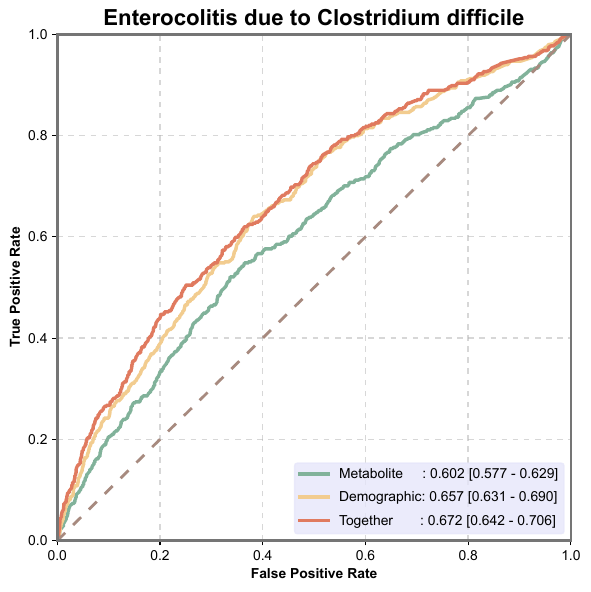 Enterocolitis due to Clostridium difficile
1.0
0.8
0.6
0.4
0.2
0.0
True Positive Rate
Metabolite : 0.602 [0.577 - 0.629]
Demographic: 0.657 [0.631 - 0.690]
Together : 0.672 [0.642 - 0.706]
0.0 0.2 0.4 0.6 0.8 1.0
False Positive Rate